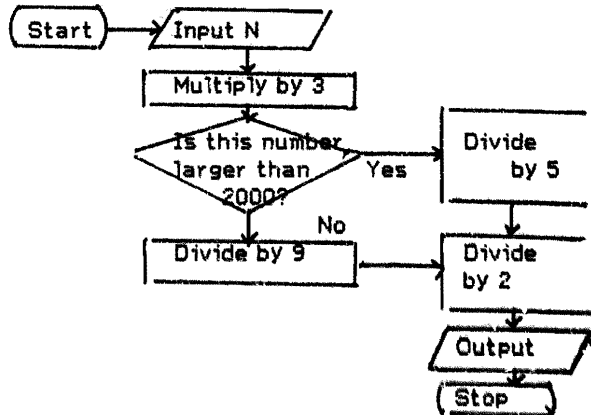 Start
Input N
Multiply by 3
Is this number
larger than
2000?
Yes
Divide
by 5
No
Divide by 9
Divide
by 2
Output
Stop